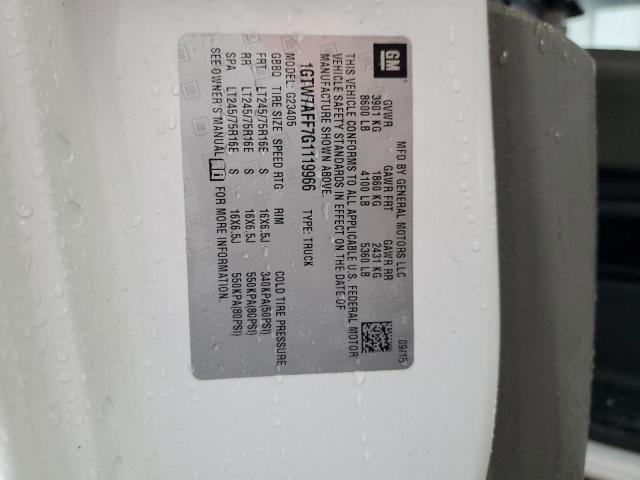 GM
MFD BY GENERAL MOTORS LLC 09/15
GVWR GAWR FRT GAWR RR
3901 KG 1860 KG 2431 KG
8600 LB 4100 LB 5360 LB
THIS VEHICLE CONFORMS TO ALL APPLICABLE U.S. FEDERAL MOTOR
VEHICLE SAFETY STANDARDS IN EFFECT ON THE DATE OF
MANUFACTURE SHOWN ABOVE.
1GTW7AFF7G1119966 TYPE: TRUCK
MODEL: G23405
GBBQ TIRE SIZE SPEED RTG RIM COLD TIRE PRESSURE
FRT LT245/75R16E S 16X6.5J 340KPA(50PSI)
RR LT245/75R16E S 16X6.5J 550KPA(80PSI)
SPA LT245/75R16E S 16X6.5J 550KPA(80PSI)
SEE OWNER'S MANUAL